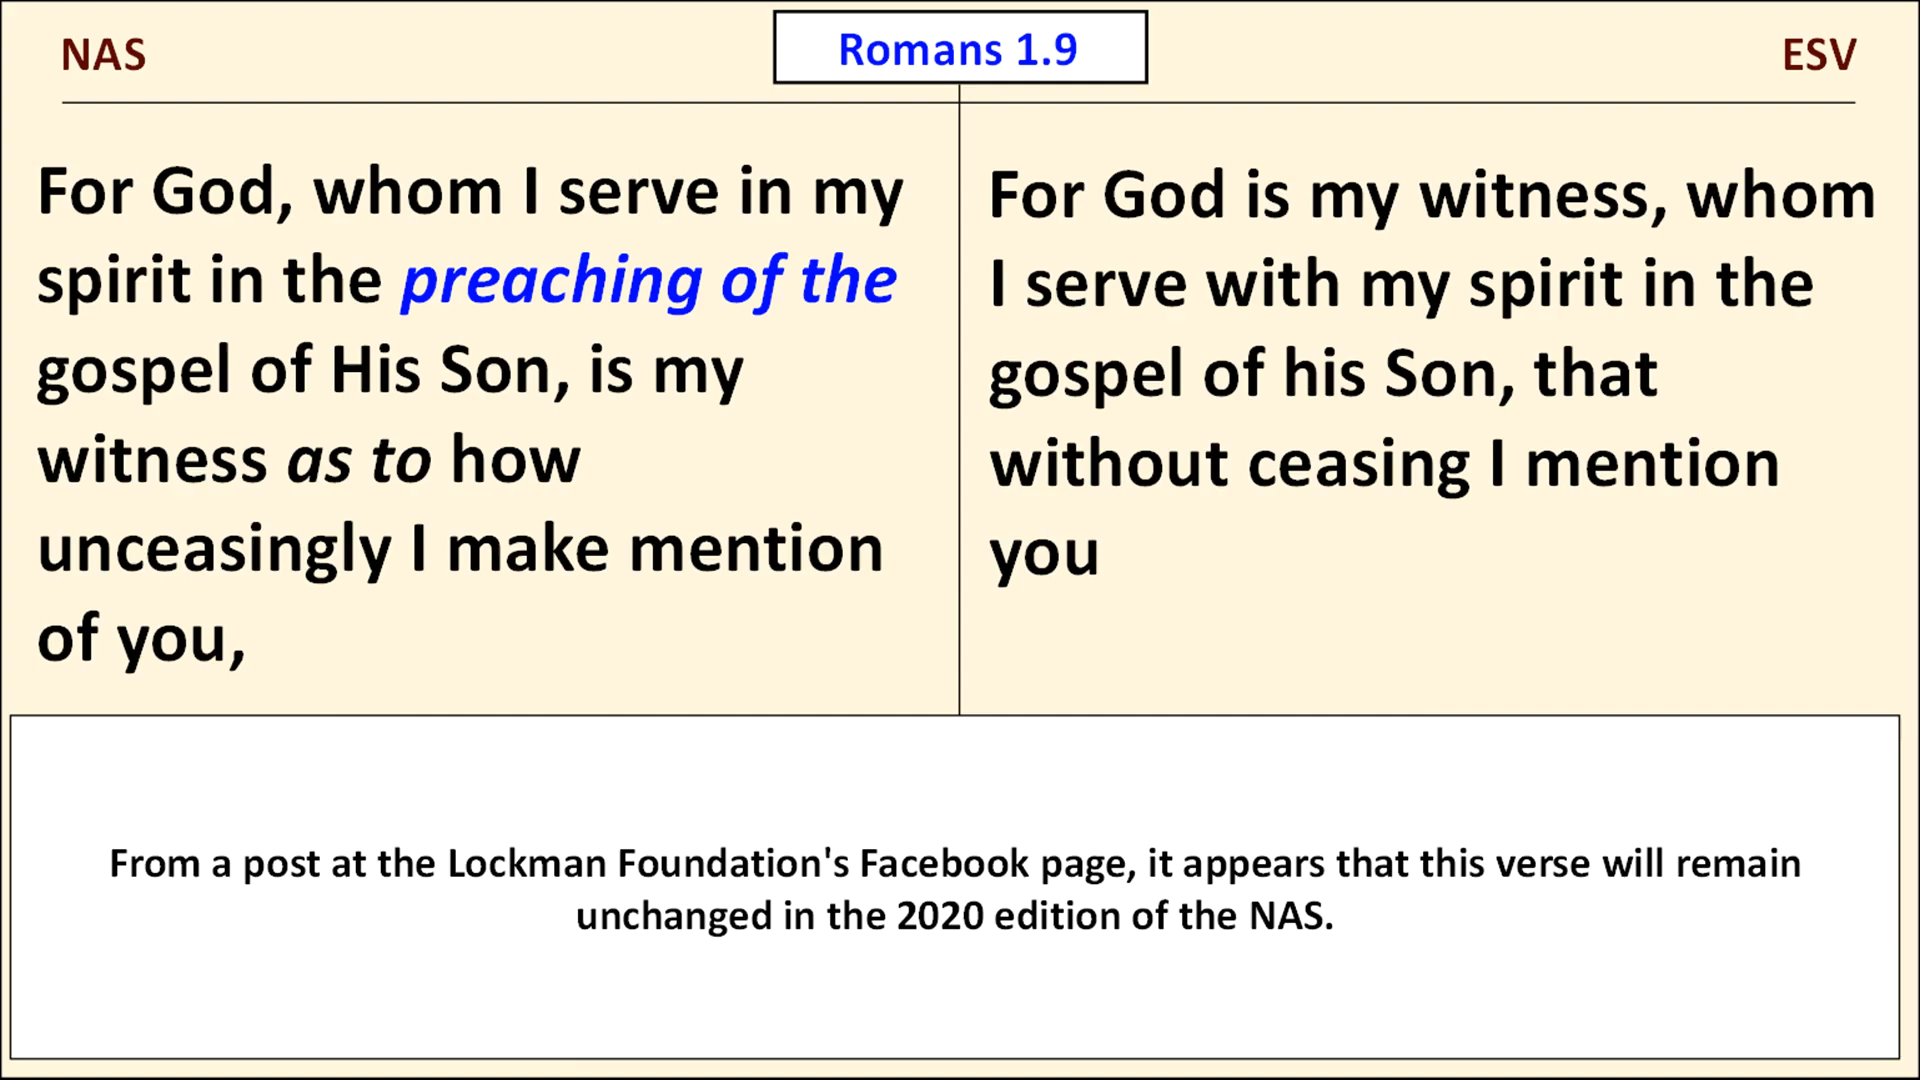 NAS
Romans 1.9
ESV
For God, whom I serve in my
spirit in the preaching of the
gospel of His Son, is my
witness as to how
unceasingly I make mention
of you,
For God is my witness, whom
I serve with my spirit in the
gospel of his Son, that
without ceasing I mention
you
From a post at the Lockman Foundation's Facebook page, it appears that this verse will remain
unchanged in the 2020 edition of the NAS.